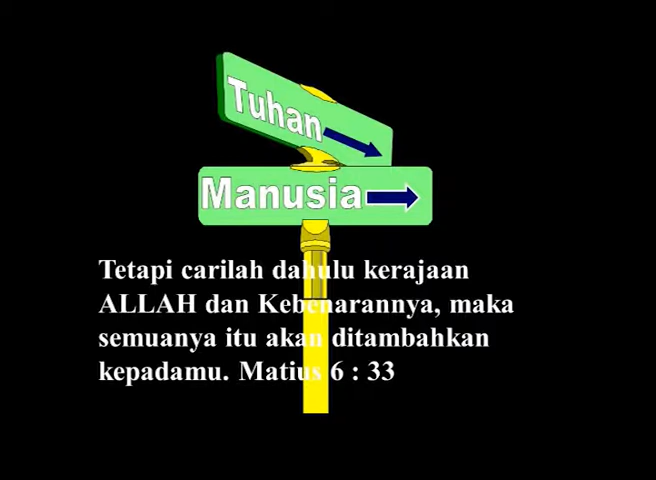 Tuhan
Manusia
Tetapi carilah dahulu kerajaan
ALLAH dan Kebenarannya, maka
semuanya itu akan ditambahkan
kepadamu. Matius 6 : 33